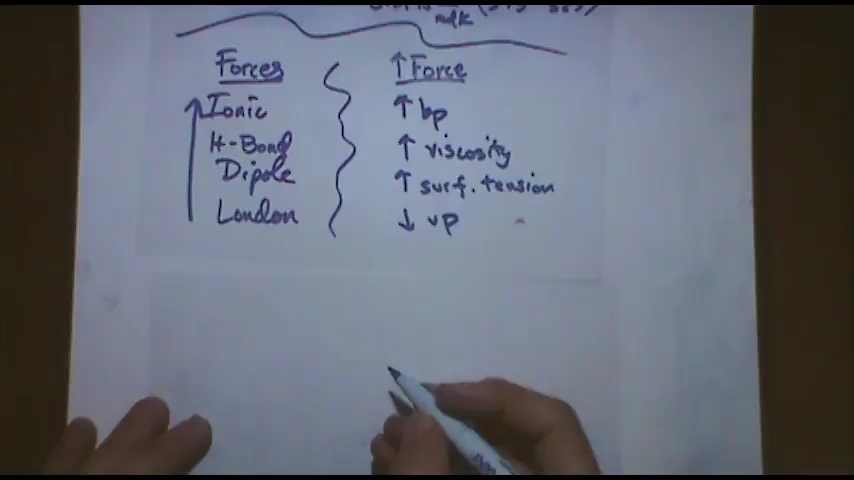 Forces
↑ Force
Ionic
↑ bp
H-Bond
↑ viscosity
Dipole
↑ surf. tension
London
↓ vp